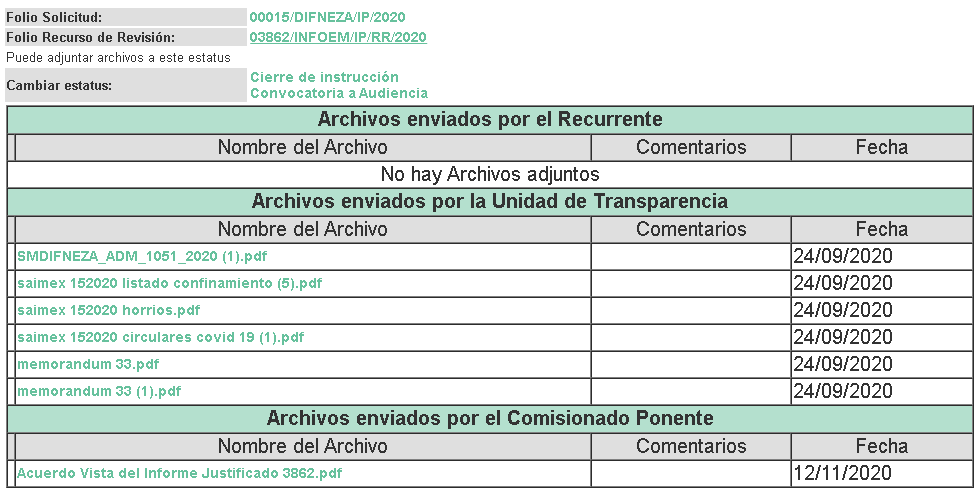 Folio Solicitud: 00015/DIFNEZA/IP/2020
Folio Recurso de Revisión: 03862/INFOEM/IP/RR/2020
Puede adjuntar archivos a este estatus
Cambiar estatus: Cierre de instrucción
Convocatoria a Audiencia
Archivos enviados por el Recurrente
Nombre del Archivo Comentarios Fecha
No hay Archivos adjuntos
Archivos enviados por la Unidad de Transparencia
Nombre del Archivo Comentarios Fecha
SMDIFNEZA_ADM_1051_2020 (1).pdf 24/09/2020
saimex 152020 listado confinamiento (5).pdf 24/09/2020
saimex 152020 horrios.pdf 24/09/2020
saimex 152020 circulares covid 19 (1).pdf 24/09/2020
memorandum 33.pdf 24/09/2020
memorandum 33 (1).pdf 24/09/2020
Archivos enviados por el Comisionado Ponente
Nombre del Archivo Comentarios Fecha
Acuerdo Vista del Informe Justificado 3862.pdf 12/11/2020